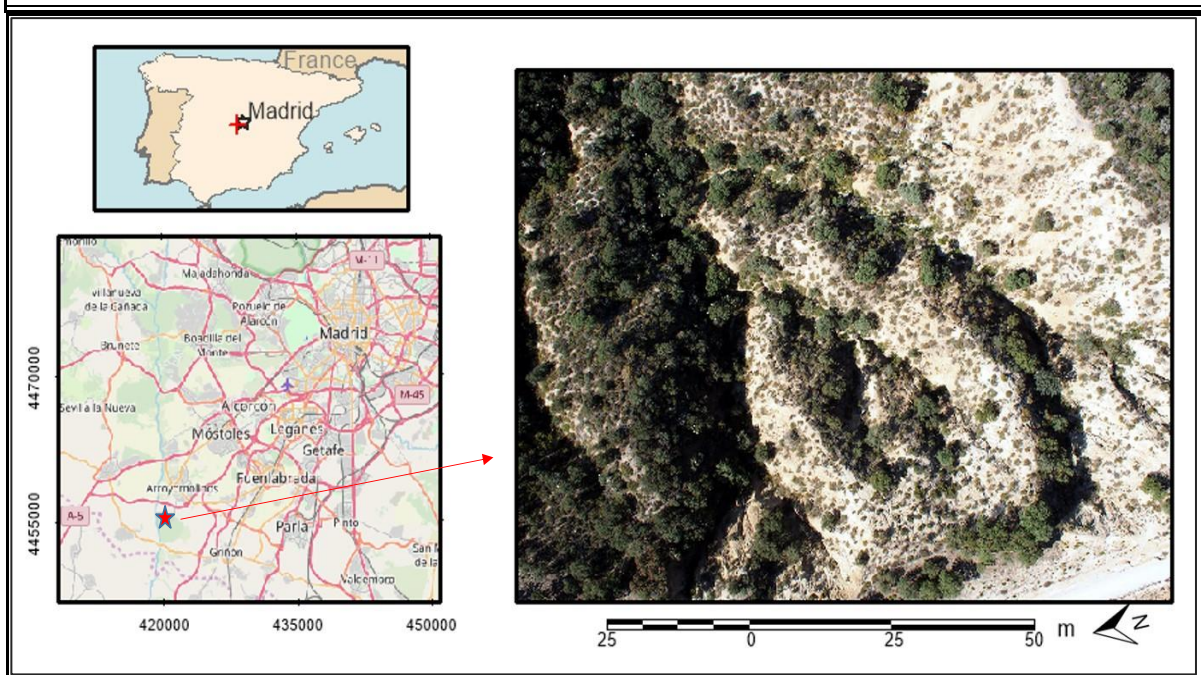 France
Madrid
Majadahonda
M-11
Villanueva
de la Cañada
Pozuelo de
Alarcón
Madrid
Boadilla del
Monte
Brunete
M-45
Sevilla la Nueva
Alcorcón
Móstoles
Leganés
Getafe
Fuenlabrada
Arroyomolinos
A-5
Parla
Pinto
Griñón
Valdemoro
4470000
4455000
420000
435000
450000
25
0
25
50
m
N